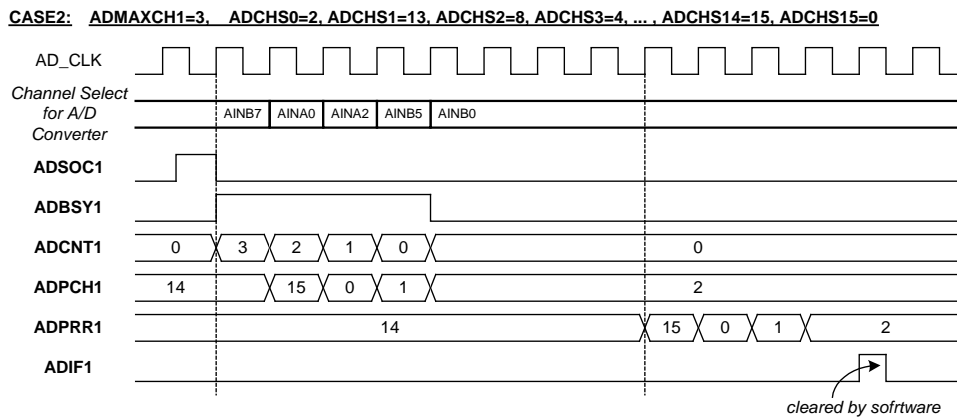 CASE2: ADMAXCH1=3, ADCHS0=2, ADCHS1=13, ADCHS2=8, ADCHS3=4, ... , ADCHS14=15, ADCHS15=0
AD_CLK
Channel Select
for A/D
Converter
AINB7 AINA0 AINA2 AINB5 AINB0
ADSOC1
ADBSY1
ADCNT1 0 3 2 1 0 0
ADPCH1 14 15 0 1 2
ADPRR1 14 15 0 1 2
ADIF1
cleared by sofrtware